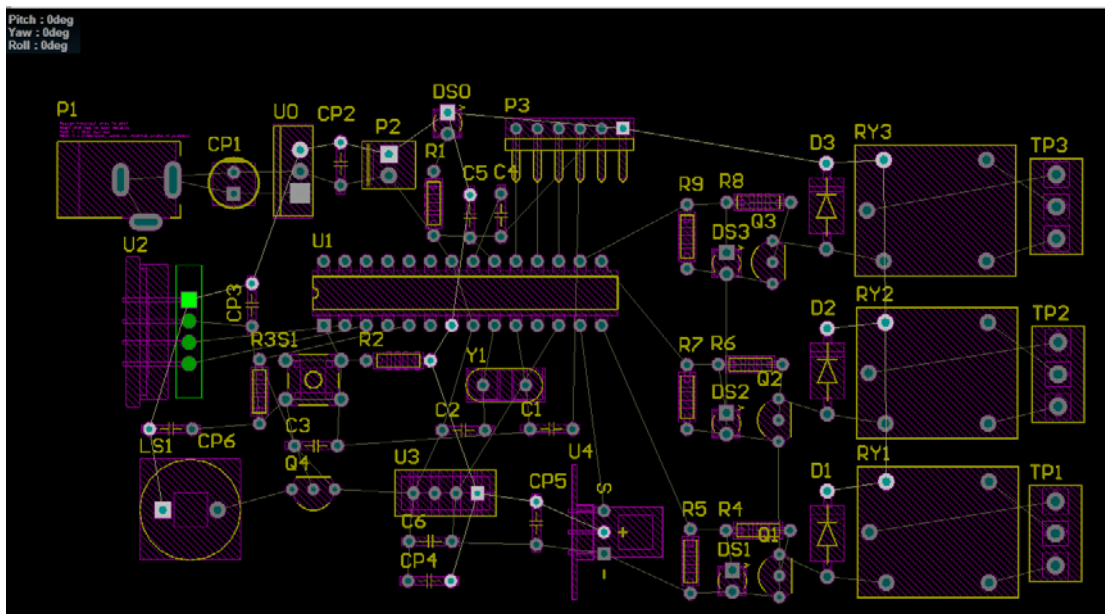 Pitch : 0deg
Yaw : 0deg
Roll : 0deg
DS0
P1
U0
CP2
P2
P3
CP1
D3
RY3
TP3
R1
C5
C4
R9
R8
Q3
U2
U1
DS3
CP3
D2
RY2
TP2
R3
S1
R2
Y1
R7
R6
Q2
C2
C1
DS2
LS1
CP6
C3
Q4
U3
U4
CP5
S
D1
RY1
TP1
C6
+
R5
R4
Q1
CP4
DS1
-